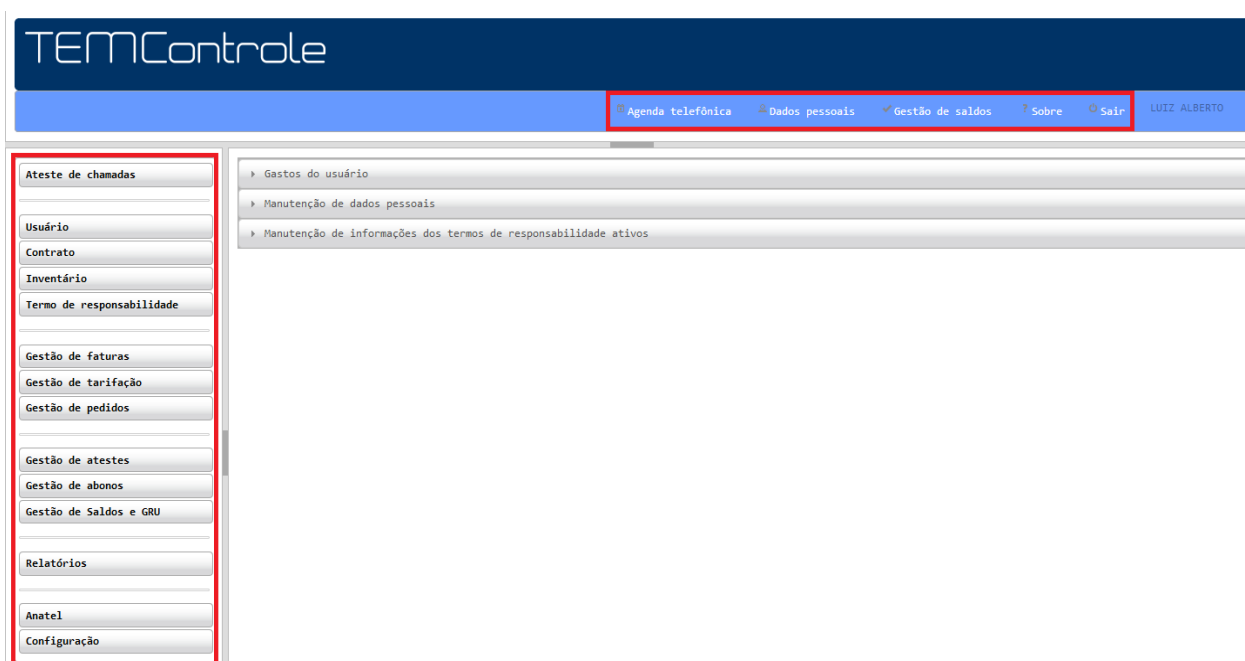 TEMControle
Agenda telefônica Dados pessoais Gestão de saldos ? Sobre Sair LUIZ ALBERTO
Ateste de chamadas
Usuário
Contrato
Inventário
Termo de responsabilidade
Gestão de faturas
Gestão de tarifação
Gestão de pedidos
Gestão de atestes
Gestão de abonos
Gestão de Saldos e GRU
Relatórios
Anatel
Configuração
Gastos do usuário
Manutenção de dados pessoais
Manutenção de informações dos termos de responsabilidade ativos